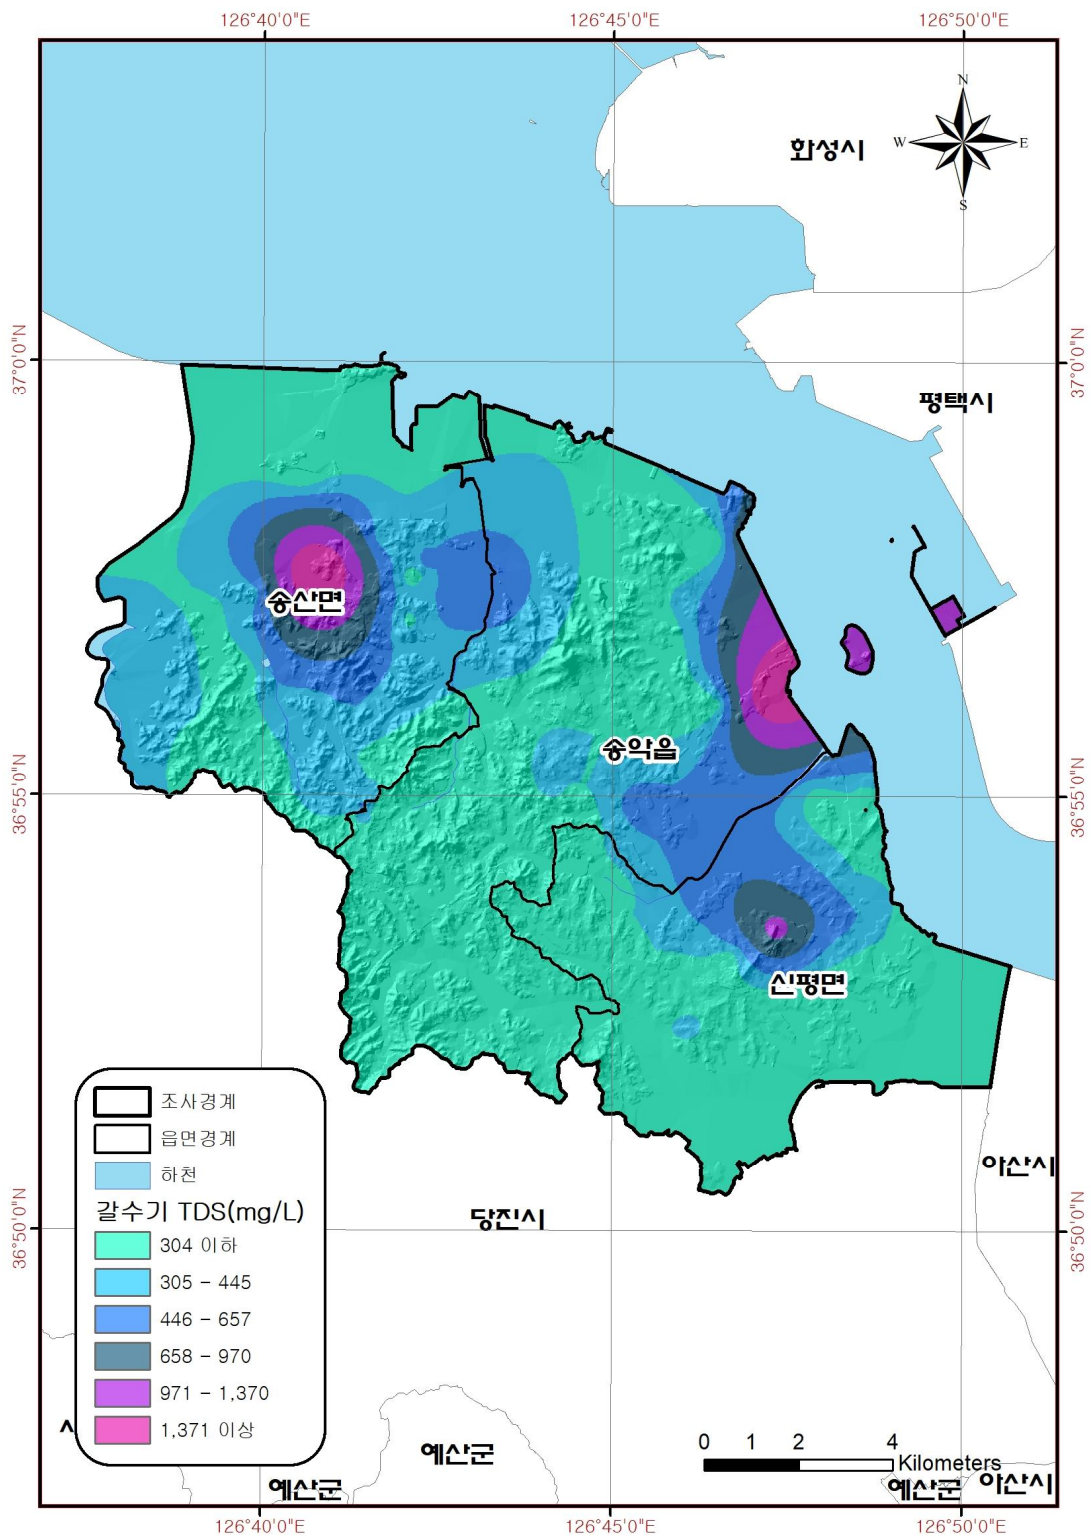 126°40'0"E
126°45'0"E
126°50'0"E
N
W
E
S
화성시
37°0'0"N
37°0'0"N
평택시
송산면
송악읍
36°55'0"N
36°55'0"N
신평면
조사경계
읍면경계
하천
갈수기 TDS(mg/L)
304 이하
305 - 445
446 - 657
658 - 970
971 - 1,370
1,371 이상
아산시
당진시
36°50'0"N
36°50'0"N
예산군
0 1 2 4
Kilometers
예산군
예산군
아산시
126°40'0"E
126°45'0"E
126°50'0"E